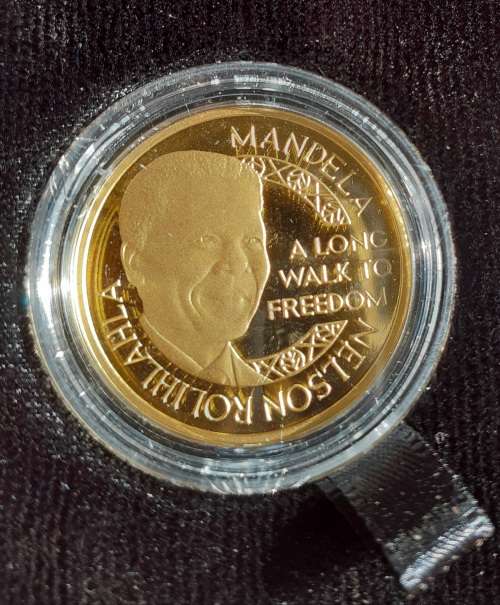 MANDELA
A LONG
WALK TO
FREEDOM
NELSON ROLIHLAHLA